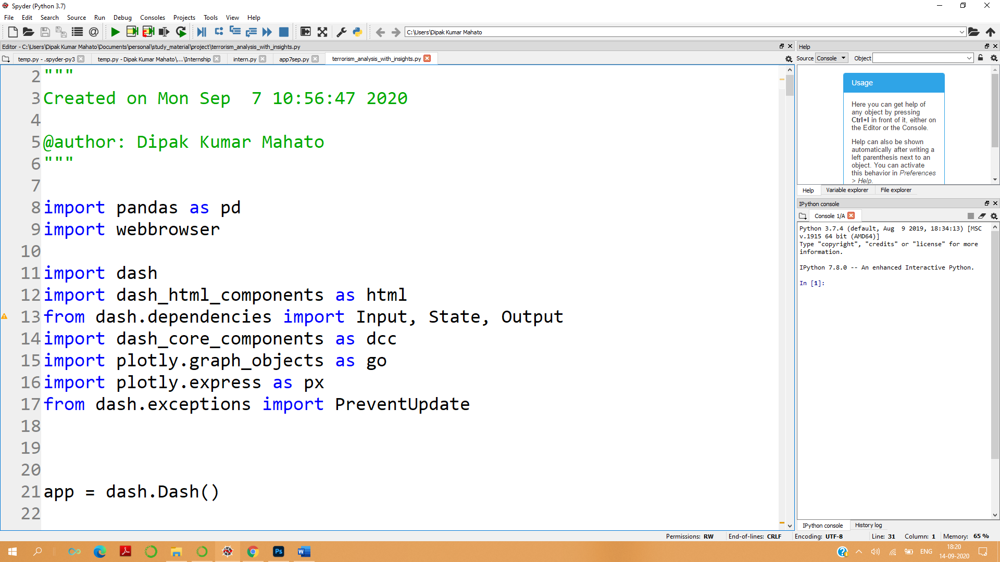 Spyder (Python 3.7)
File Edit Search Source Run Debug Consoles Projects Tools View Help
C:\Users\Dipak Kumar Mahato
Editor - C:\Users\Dipak Kumar Mahato\Documents\personal\study_material\project\terrorism_analysis_with_insights.py
temp.py - .spyder-py3 temp.py - Dipak Kumar Mahato\...\Internship intern.py app7sep.py terrorism_analysis_with_insights.py
2 """
3 Created on Mon Sep  7 10:56:47 2020
4
5 @author: Dipak Kumar Mahato
6 """
7
8 import pandas as pd
9 import webbrowser
10
11 import dash
12 import dash_html_components as html
13 from dash.dependencies import Input, State, Output
14 import dash_core_components as dcc
15 import plotly.graph_objects as go
16 import plotly.express as px
17 from dash.exceptions import PreventUpdate
18
19
20
21 app = dash.Dash()
22
Help
Source Console Object
Usage
Here you can get help of
any object by pressing
Ctrl+I in front of it, either on
the Editor or the Console.
Help can also be shown
automatically after writing a
left parenthesis next to an
object. You can activate
this behavior in Preferences
> Help.
Help Variable explorer File explorer
IPython console
Console 1/A
Python 3.7.4 (default, Aug  9 2019, 18:34:13) [MSC
v.1915 64 bit (AMD64)]
Type "copyright", "credits" or "license" for more
information.
IPython 7.8.0 -- An enhanced Interactive Python.
In [1]:
IPython console History log
Permissions: RW End-of-lines: CRLF Encoding: UTF-8 Line: 31 Column: 1 Memory: 65 %
Ps W ENG 18:20
14-09-2020